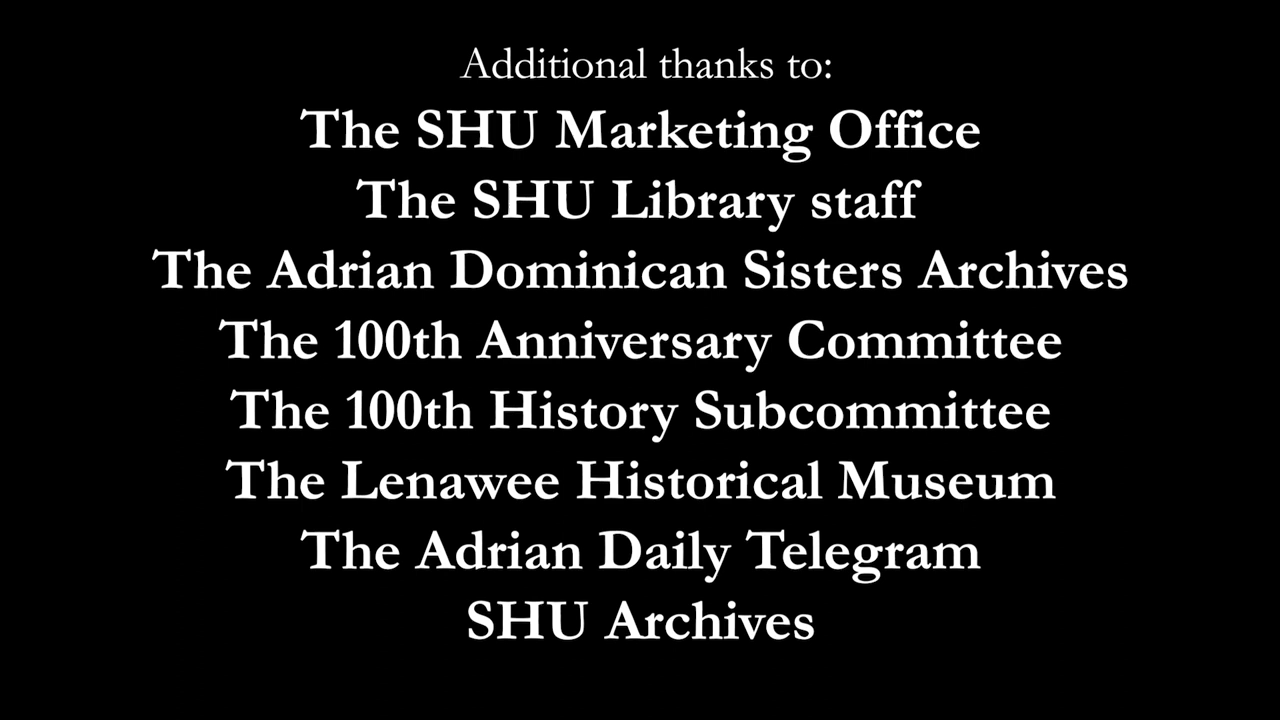 Additional thanks to:
The SHU Marketing Office
The SHU Library staff
The Adrian Dominican Sisters Archives
The 100th Anniversary Committee
The 100th History Subcommittee
The Lenawee Historical Museum
The Adrian Daily Telegram
SHU Archives